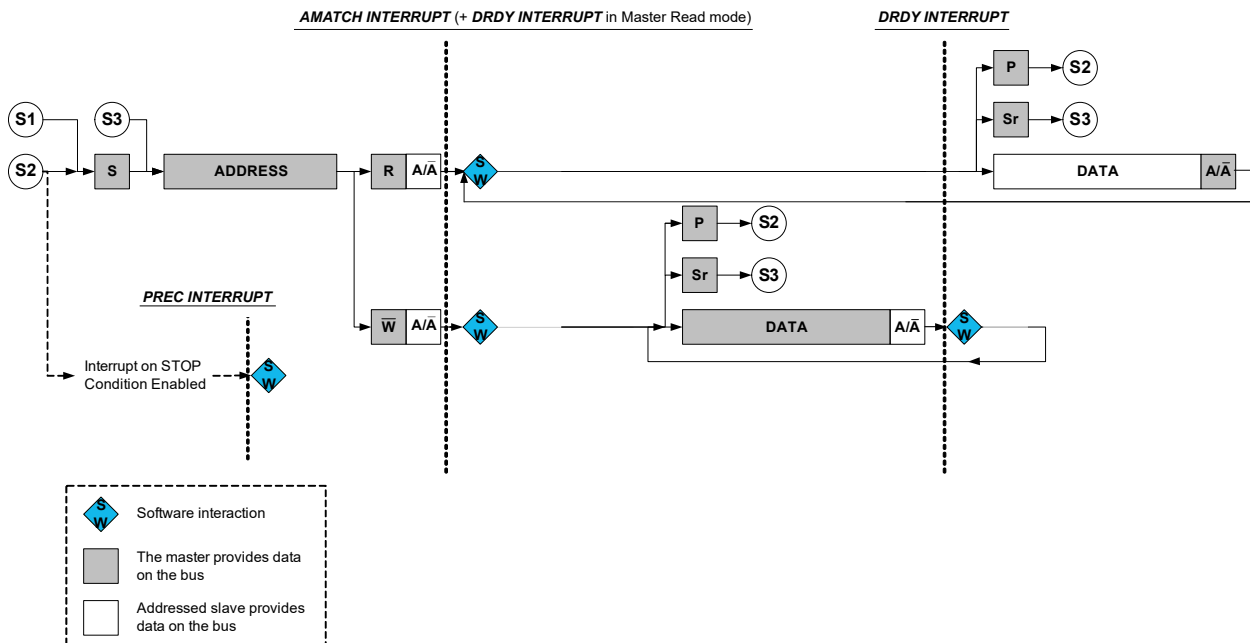 AMATCH INTERRUPT (+ DRDY INTERRUPT in Master Read mode)
DRDY INTERRUPT
P
S2
S1
S3
Sr
S3
S2
S
ADDRESS
R
A/A̅
S
W
DATA
A/A̅
P
S2
Sr
S3
PREC INTERRUPT
W̅
A/A̅
S
W
DATA
A/A̅
S
W
Interrupt on STOP
Condition Enabled
S
W
S
W
Software interaction
The master provides data
on the bus
Addressed slave provides
data on the bus